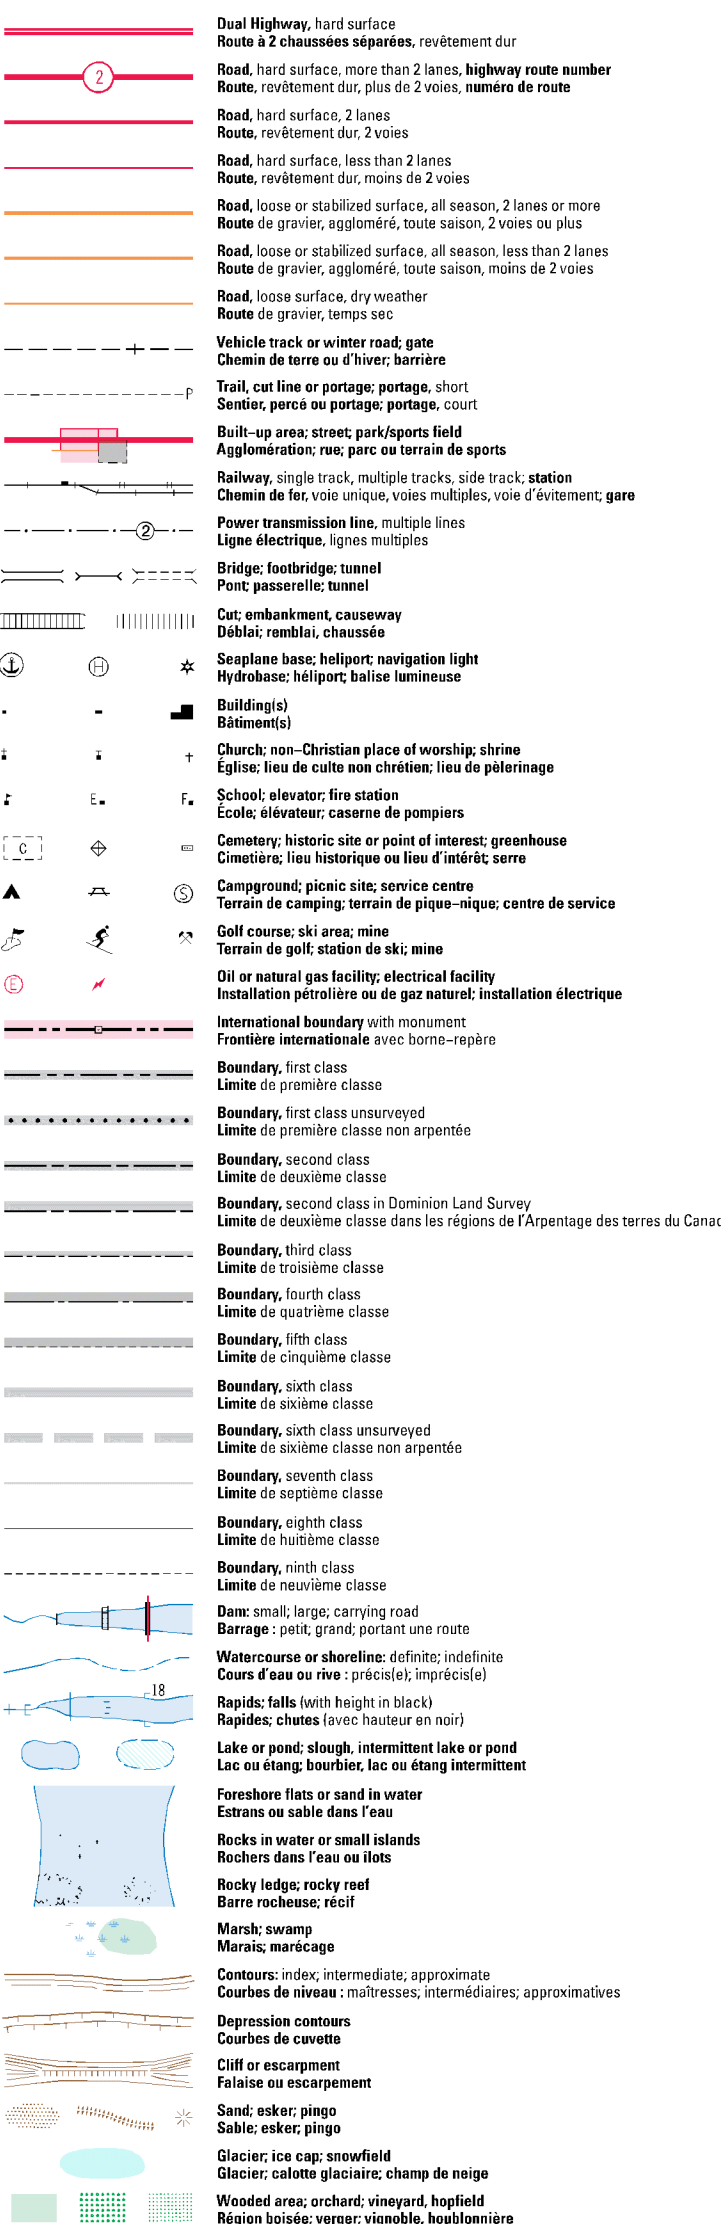 Dual Highway, hard surface
Route à 2 chaussées séparées, revêtement dur
2
Road, hard surface, more than 2 lanes, highway route number
Route, revêtement dur, plus de 2 voies, numéro de route
Road, hard surface, 2 lanes
Route, revêtement dur, 2 voies
Road, hard surface, less than 2 lanes
Route, revêtement dur, moins de 2 voies
Road, loose or stabilized surface, all season, 2 lanes or more
Route de gravier, aggloméré, toute saison, 2 voies ou plus
Road, loose or stabilized surface, all season, less than 2 lanes
Route de gravier, aggloméré, toute saison, moins de 2 voies
Road, loose surface, dry weather
Route de gravier, temps sec
Vehicle track or winter road; gate
Chemin de terre ou d'hiver; barrière
P
Trail, cut line or portage; portage, short
Sentier, percé ou portage; portage, court
Built-up area; street; park/sports field
Agglomération; rue; parc ou terrain de sports
Railway, single track, multiple tracks, side track; station
Chemin de fer, voie unique, voies multiples, voie d'évitement; gare
2
Power transmission line, multiple lines
Ligne électrique, lignes multiples
Bridge; footbridge; tunnel
Pont; passerelle; tunnel
Cut; embankment, causeway
Déblai; remblai, chaussée
H
Seaplane base; heliport; navigation light
Hydrobase; héliport; balise lumineuse
Building(s)
Bâtiment(s)
Church; non-Christian place of worship; shrine
Église; lieu de culte non chrétien; lieu de pèlerinage
E F
School; elevator; fire station
École; élévateur; caserne de pompiers
C
Cemetery; historic site or point of interest; greenhouse
Cimetière; lieu historique ou lieu d'intérêt; serre
S
Campground; picnic site; service centre
Terrain de camping; terrain de pique-nique; centre de service
Golf course; ski area; mine
Terrain de golf; station de ski; mine
E
Oil or natural gas facility; electrical facility
Installation pétrolière ou de gaz naturel; installation électrique
International boundary with monument
Frontière internationale avec borne-repère
Boundary, first class
Limite de première classe
Boundary, first class unsurveyed
Limite de première classe non arpentée
Boundary, second class
Limite de deuxième classe
Boundary, second class in Dominion Land Survey
Limite de deuxième classe dans les régions de l'Arpentage des terres du Canac
Boundary, third class
Limite de troisième classe
Boundary, fourth class
Limite de quatrième classe
Boundary, fifth class
Limite de cinquième classe
Boundary, sixth class
Limite de sixième classe
Boundary, sixth class unsurveyed
Limite de sixième classe non arpentée
Boundary, seventh class
Limite de septième classe
Boundary, eighth class
Limite de huitième classe
Boundary, ninth class
Limite de neuvième classe
Dam: small; large; carrying road
Barrage : petit; grand; portant une route
Watercourse or shoreline: definite; indefinite
Cours d'eau ou rive : précis(e); imprécis(e)
18
Rapids; falls (with height in black)
Rapides; chutes (avec hauteur en noir)
Lake or pond; slough, intermittent lake or pond
Lac ou étang; bourbier, lac ou étang intermittent
Foreshore flats or sand in water
Estrans ou sable dans l'eau
Rocks in water or small islands
Rochers dans l'eau ou îlots
Rocky ledge; rocky reef
Barre rocheuse; récif
Marsh; swamp
Marais; marécage
Contours: index; intermediate; approximate
Courbes de niveau : maîtresses; intermédiaires; approximatives
Depression contours
Courbes de cuvette
Cliff or escarpment
Falaise ou escarpement
Sand; esker; pingo
Sable; esker; pingo
Glacier; ice cap; snowfield
Glacier; calotte glaciaire; champ de neige
Wooded area; orchard; vineyard, hopfield
Région boisée; verger; vignoble, houblonnière